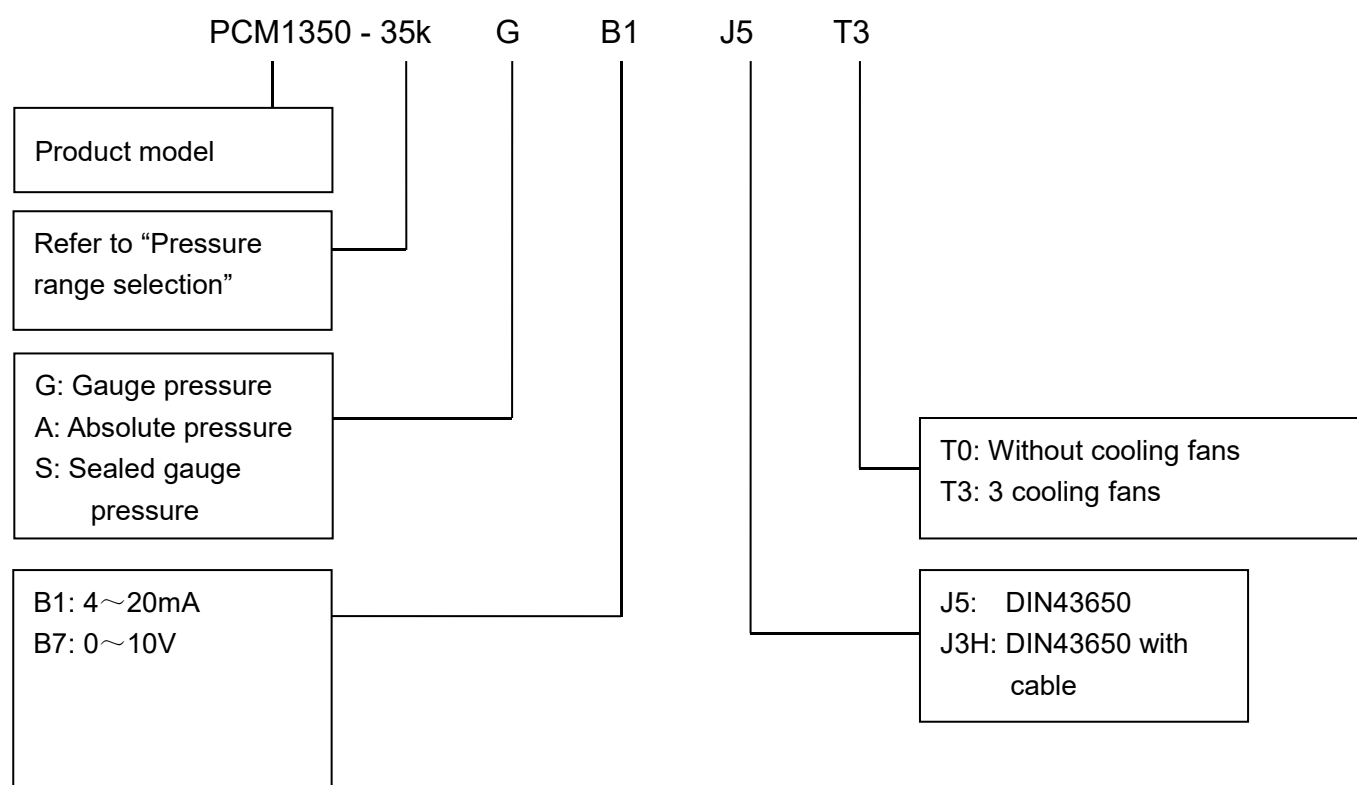 PCM1350 - 35k G B1 J5 T3
Product model
Refer to “Pressure
range selection”
G: Gauge pressure
A: Absolute pressure
S: Sealed gauge
pressure
T0: Without cooling fans
T3: 3 cooling fans
B1: 4～20mA
B7: 0～10V
J5: DIN43650
J3H: DIN43650 with
cable